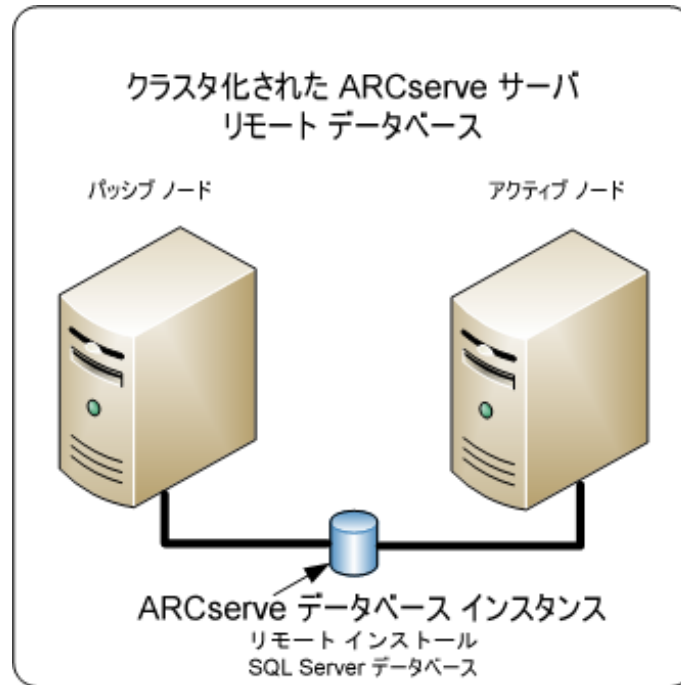 クラスタ化された ARCserve サーバ
リモート データベース
パッシブ ノード
アクティブ ノード
ARCserve データベース インスタンス
リモート インストール
SQL Server データベース